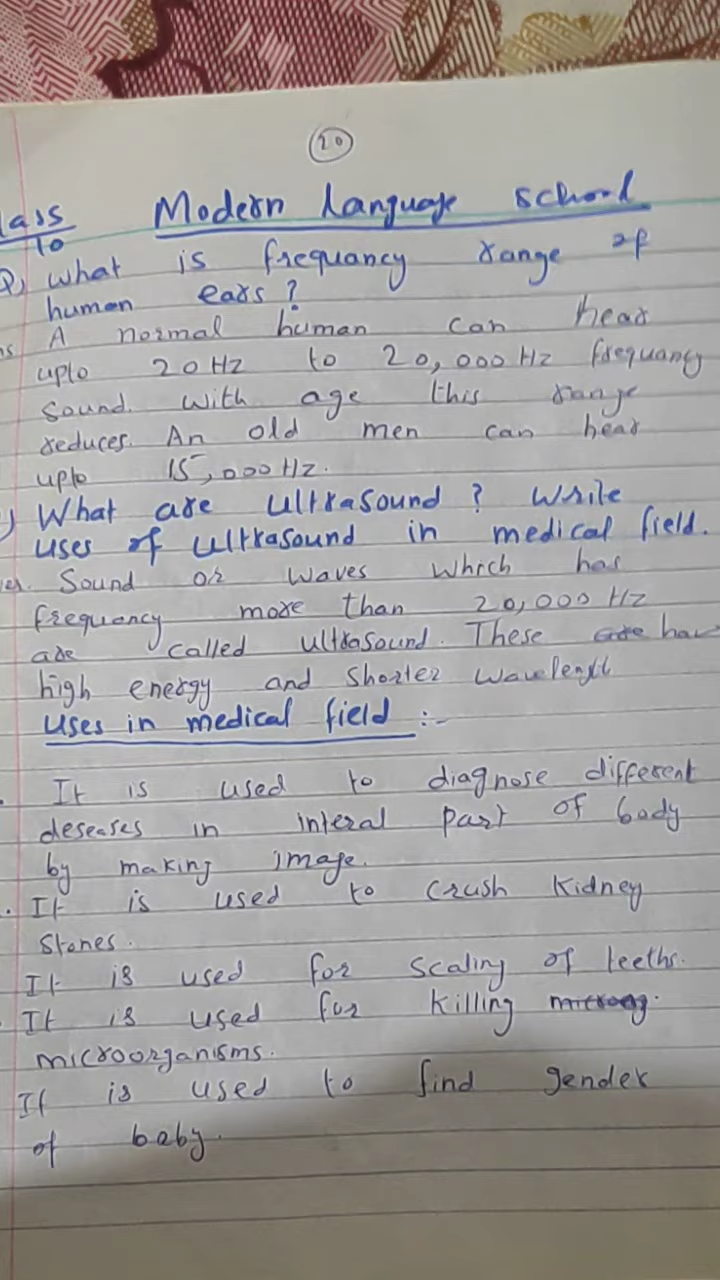 20
lass Modern language school
10
Q, what is frequancy range of
human ears ?
ns A normal human can hear
upto 20Hz to 20,000 Hz frequancy
sound. With age this range
reduces. An old men can hear
upto 15,000 Hz.
) What are ultrasound ? Write
uses of ultrasound in medical field.
Sound or waves which has
frequency more than 20,000 Hz
are called ultrasound. These are hav
high energy and shorter wavelength
uses in medical field :-
. It is used to diagnose different
deseases in interal part of body
by making image.
. It is used to crush kidney
stones.
It is used for scaling of teeths.
. It is used for killing
microorganisms.
It is used to find gender
of baby.